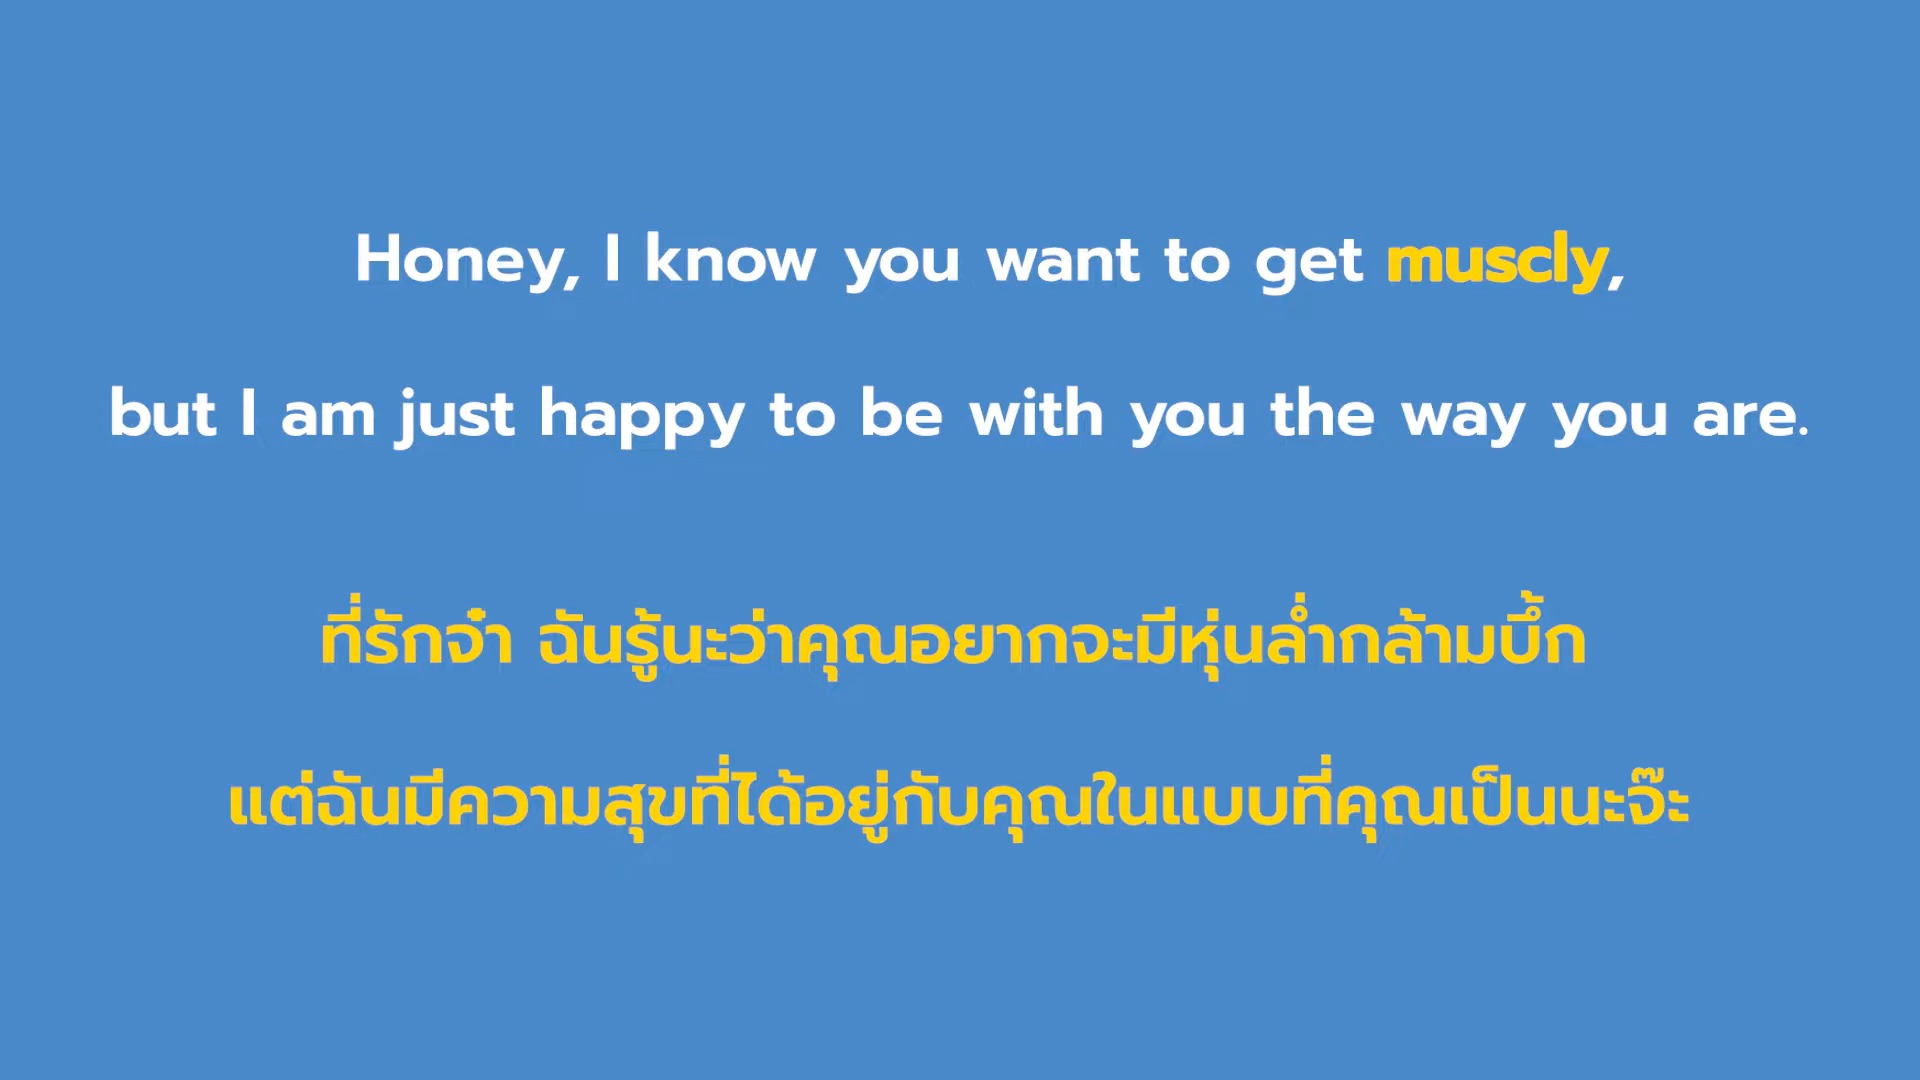 Honey, I know you want to get muscly,
but I am just happy to be with you the way you are.
ที่รักจ๋า ฉันรู้นะว่าคุณอยากจะมีหุ่นล่ำกล้ามบึ้ก
แต่ฉันมีความสุขที่ได้อยู่กับคุณในแบบที่คุณเป็นนะจ๊ะ